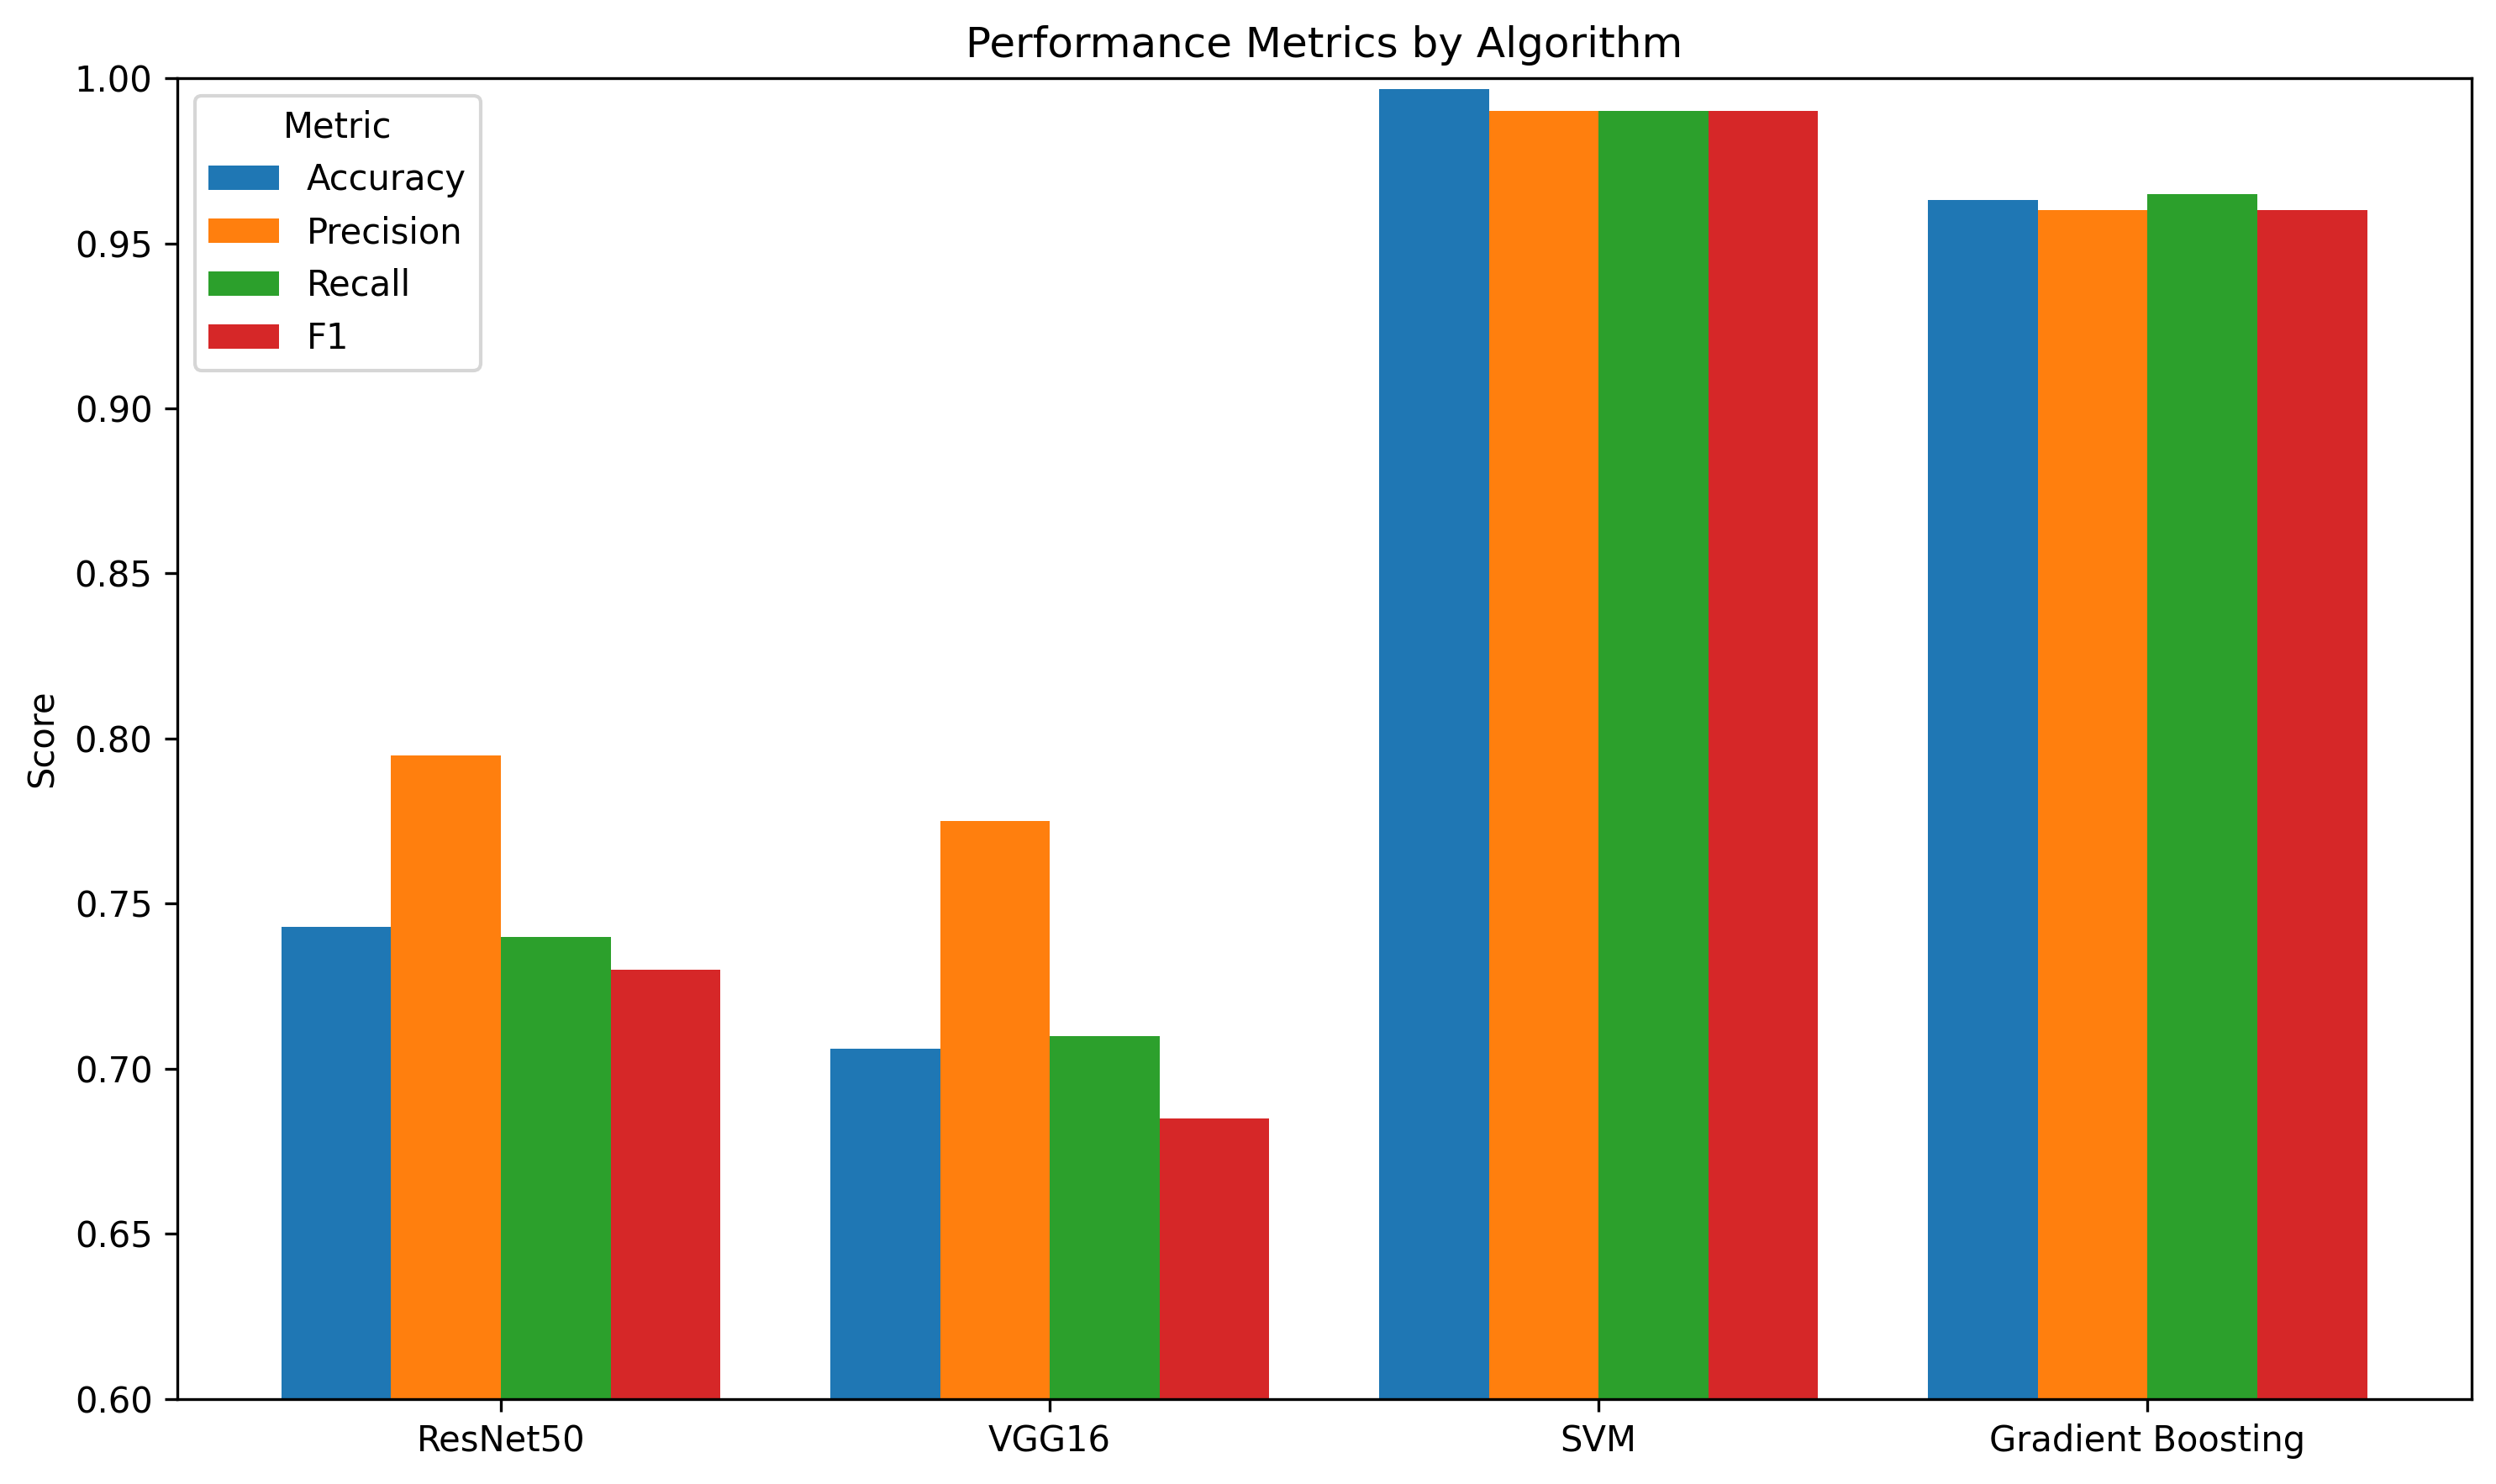 Performance Metrics by Algorithm
Metric
Accuracy
Precision
Recall
F1
Score
1.00
0.95
0.90
0.85
0.80
0.75
0.70
0.65
0.60
ResNet50 VGG16 SVM Gradient Boosting